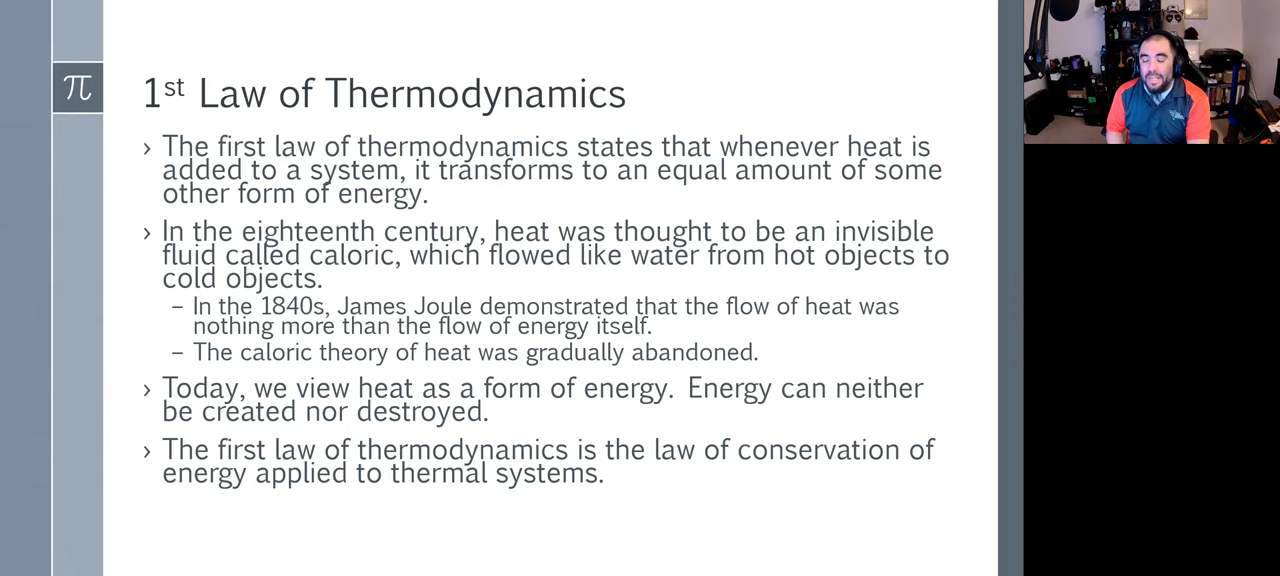 π
1st Law of Thermodynamics
› The first law of thermodynamics states that whenever heat is
added to a system, it transforms to an equal amount of some
other form of energy.
› In the eighteenth century, heat was thought to be an invisible
fluid called caloric, which flowed like water from hot objects to
cold objects.
– In the 1840s, James Joule demonstrated that the flow of heat was
nothing more than the flow of energy itself.
– The caloric theory of heat was gradually abandoned.
› Today, we view heat as a form of energy. Energy can neither
be created nor destroyed.
› The first law of thermodynamics is the law of conservation of
energy applied to thermal systems.